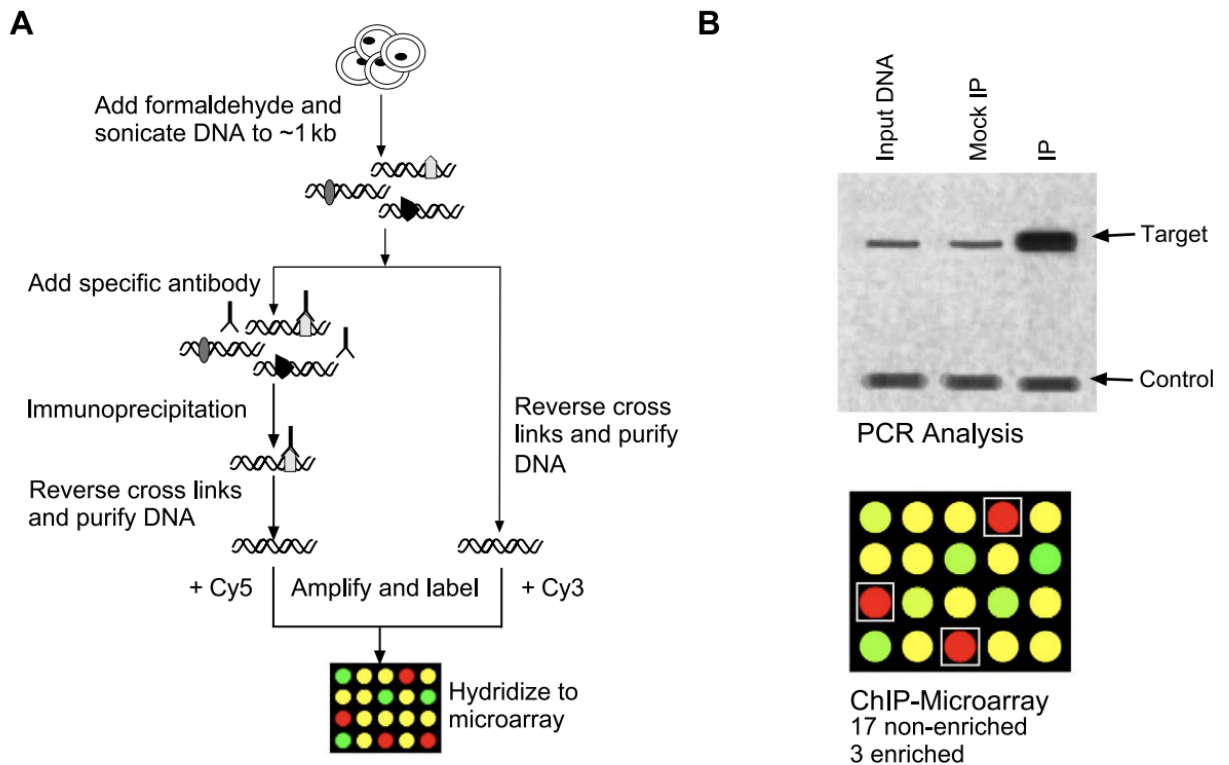 A
Add formaldehyde and
sonicate DNA to ~1 kb
Add specific antibody
Immunoprecipitation
Reverse cross links
and purify DNA
Reverse cross
links and purify
DNA
+ Cy5
Amplify and label
+ Cy3
Hydridize to
microarray
B
Input DNA
Mock IP
IP
Target
Control
PCR Analysis
ChIP-Microarray
17 non-enriched
3 enriched